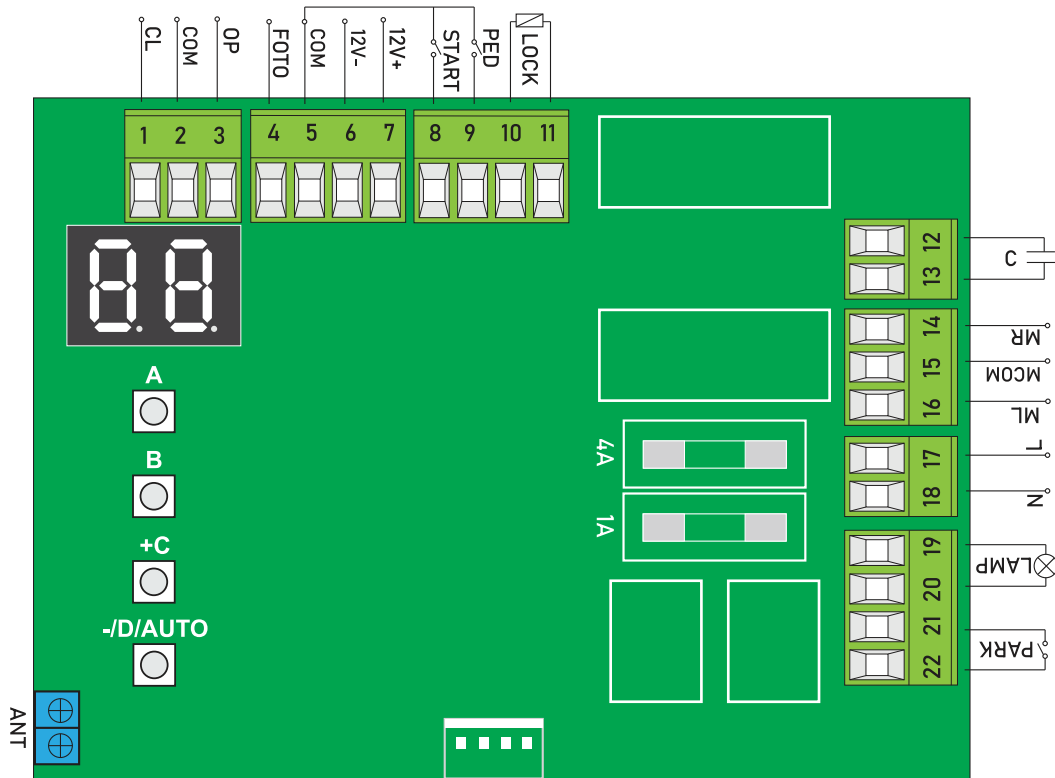 CL
COM
OP
FOTO
COM
12V-
12V+
START
PED
LOCK
1
2
3
4
5
6
7
8
9
10
11
88
A
B
+C
-/D/AUTO
ANT
4A
1A
12
13
C
14
MR
15
MCOM
16
ML
17
L
18
N
19
20
LAMP
21
22
PARK